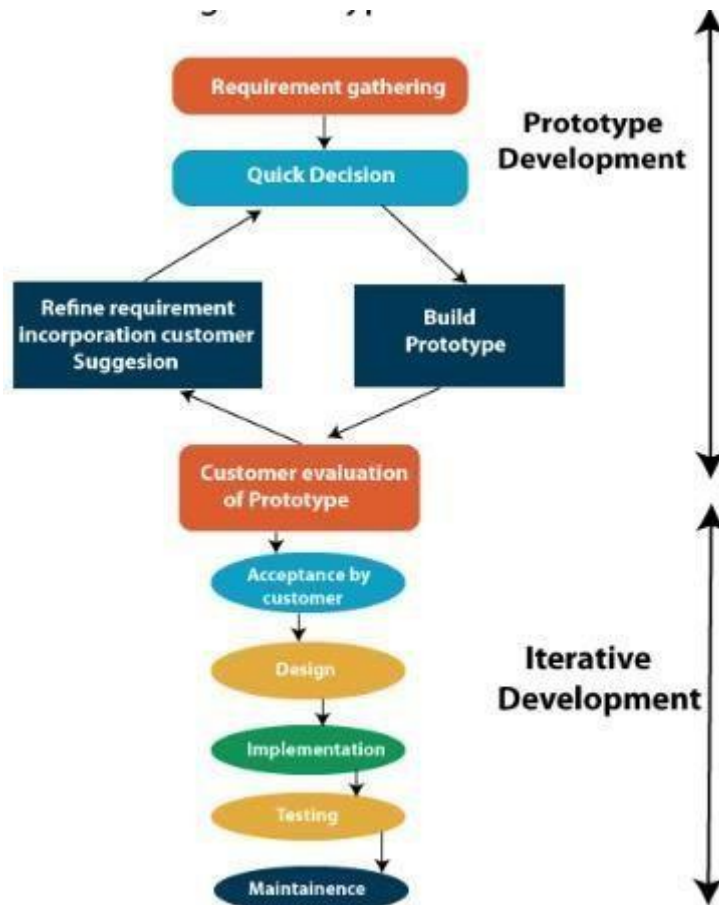 Requirement gathering
Prototype
Development
Quick Decision
Refine requirement
incorporation customer
Suggesion
Build
Prototype
Customer evaluation
of Prototype
Acceptance by
customer
Design
Iterative
Development
Implementation
Testing
Maintainence